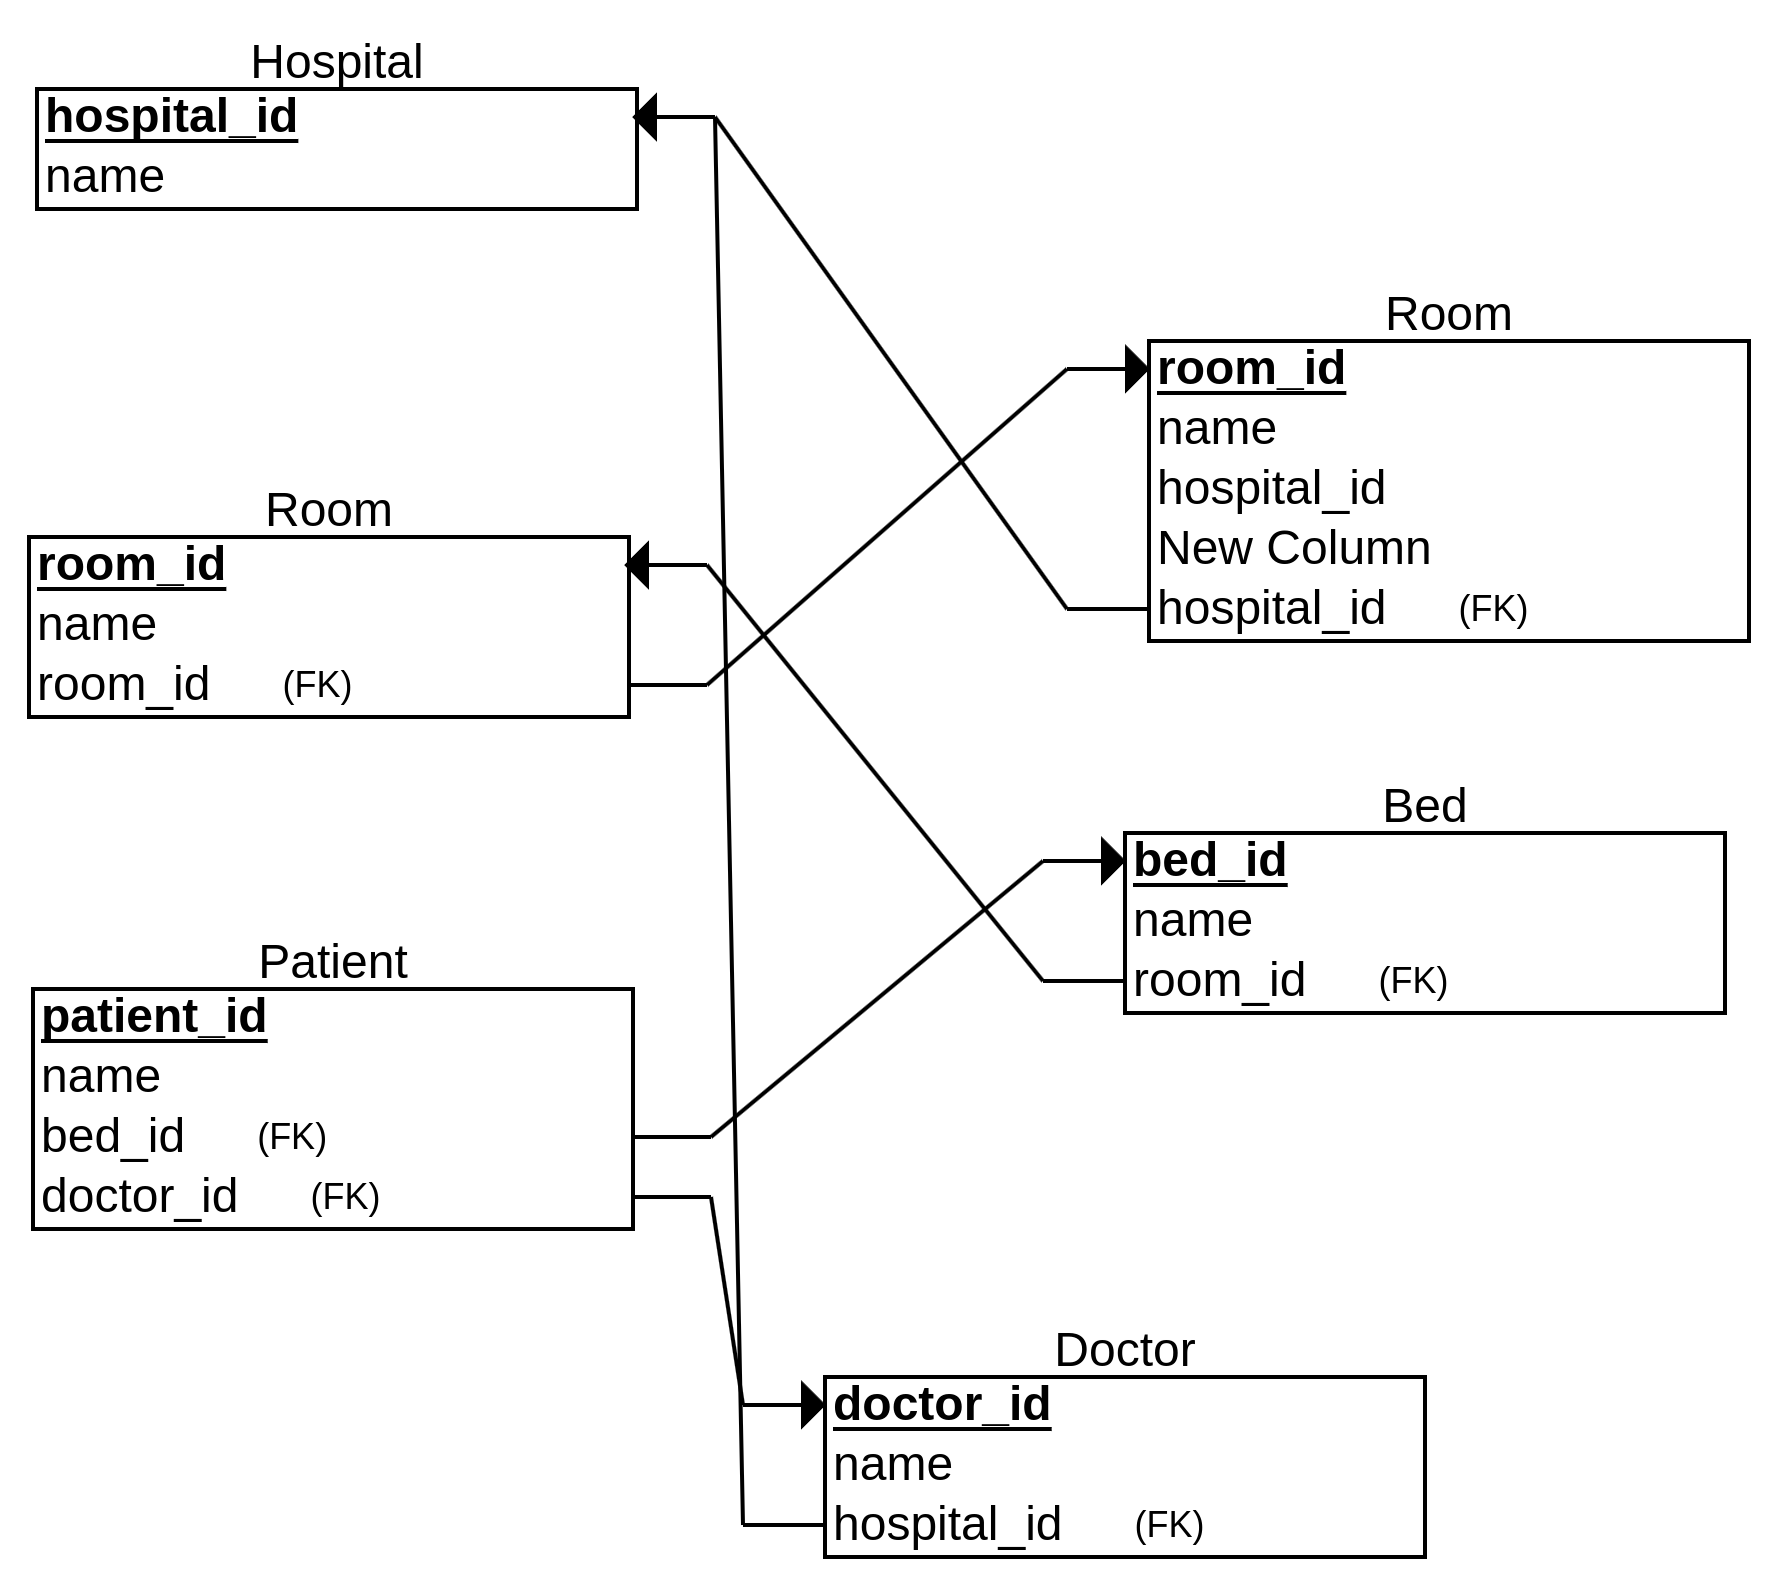 Hospital
hospital_id
name
Room
room_id
name
hospital_id
New Column
hospital_id (FK)
Room
room_id
name
room_id (FK)
Bed
bed_id
name
room_id (FK)
Patient
patient_id
name
bed_id (FK)
doctor_id (FK)
Doctor
doctor_id
name
hospital_id (FK)